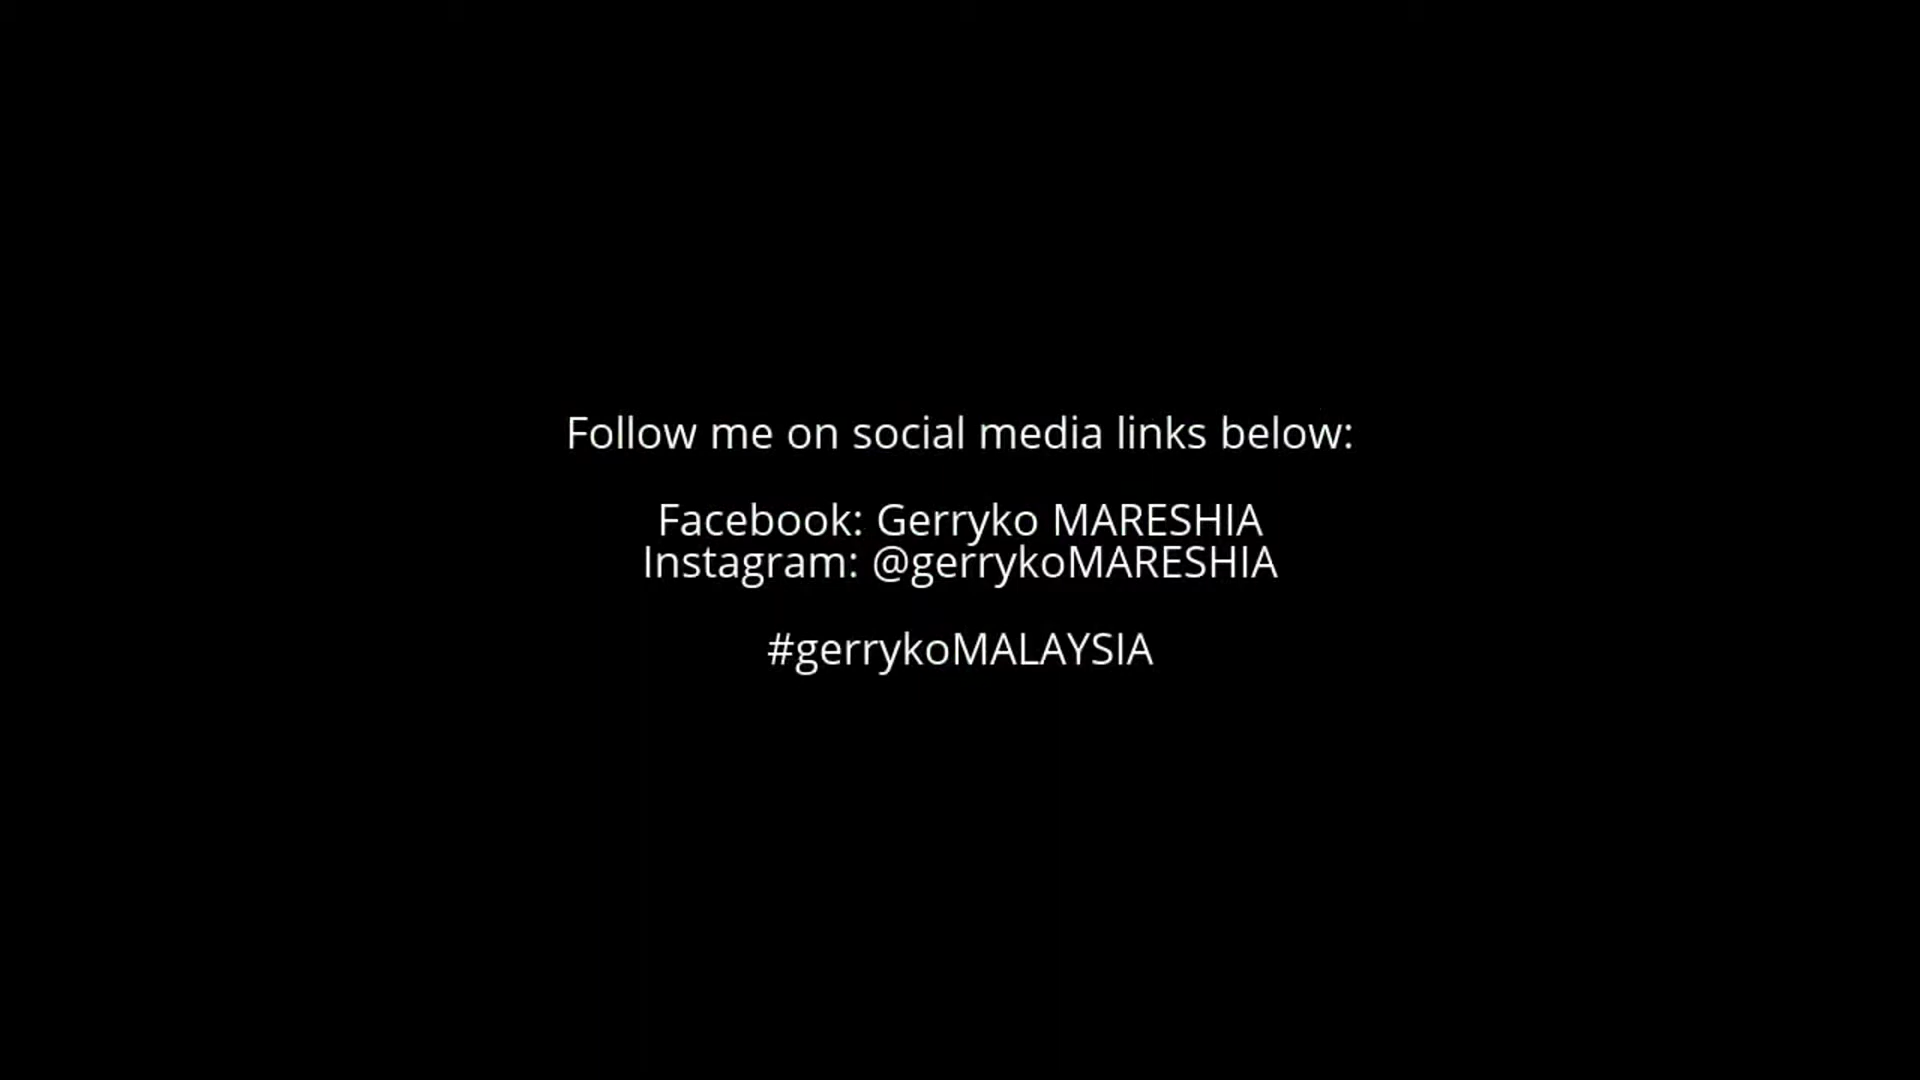 Follow me on social media links below:
Facebook: Gerryko MARESHIA
Instagram: @gerrykoMARESHIA
#gerrykoMALAYSIA